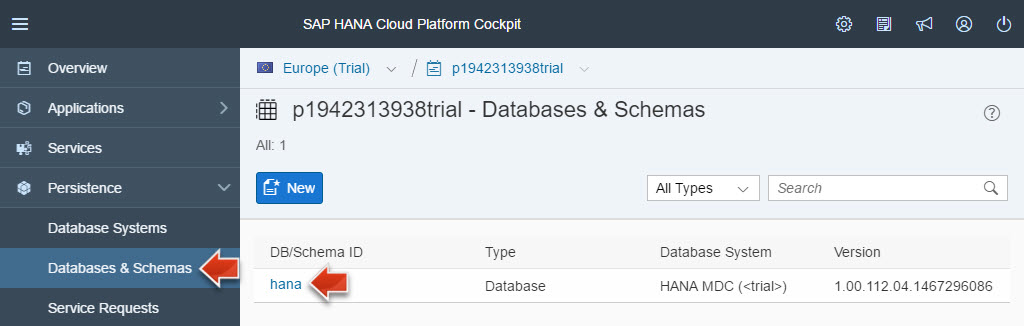 SAP HANA Cloud Platform Cockpit
Overview
Applications
Services
Persistence
Database Systems
Databases & Schemas
Service Requests
Europe (Trial) / p1942313938trial
p1942313938trial - Databases & Schemas
All: 1
New
All Types
Search
DB/Schema ID Type Database System Version
hana Database HANA MDC (<trial>) 1.00.112.04.1467296086